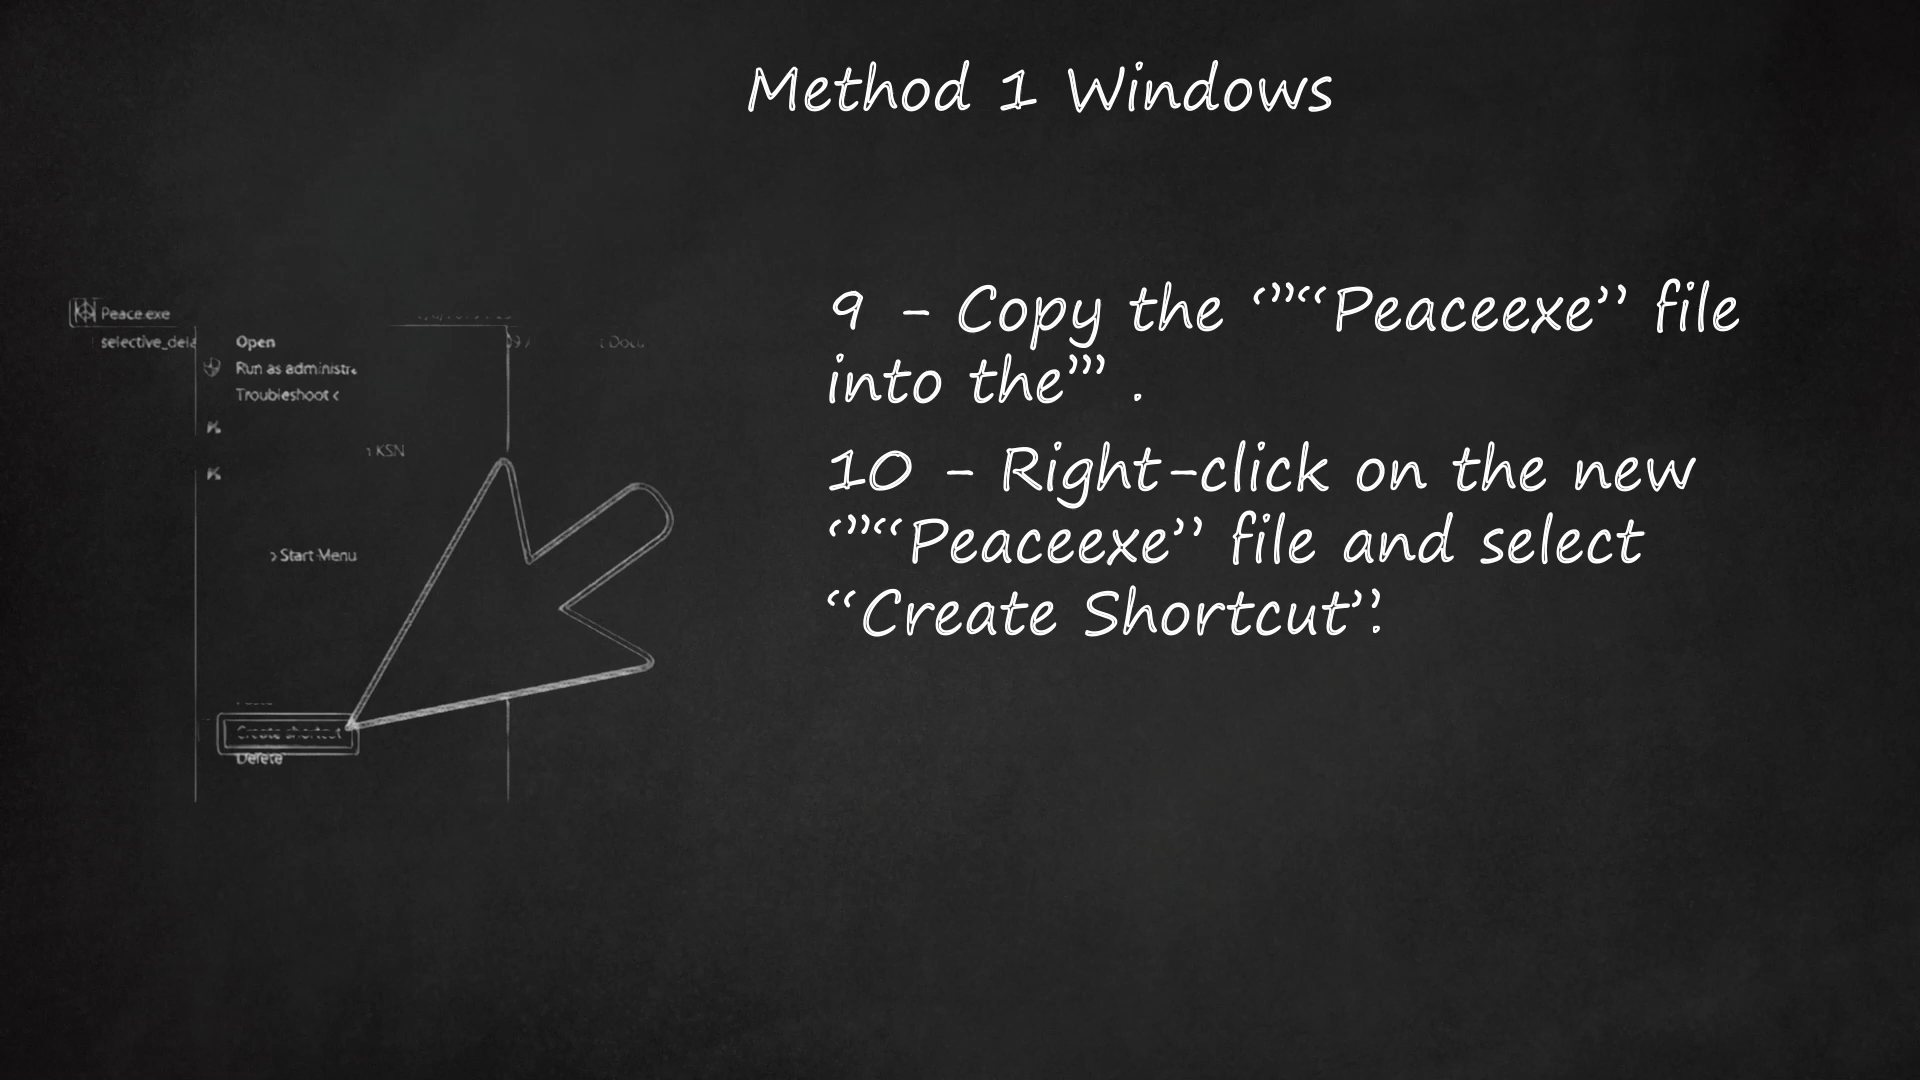 Method 1 Windows
9 - Copy the ‘”“‘‘Peaceexe’’ file
into the”’ .
10 - Right-click on the new
‘”“‘‘Peaceexe’’ file and select
“Create Shortcut’’.
Peace.exe
selective_dela
Open
Run as administr
Troubleshoot
KSN
Start Menu
Create shortcut
Delete